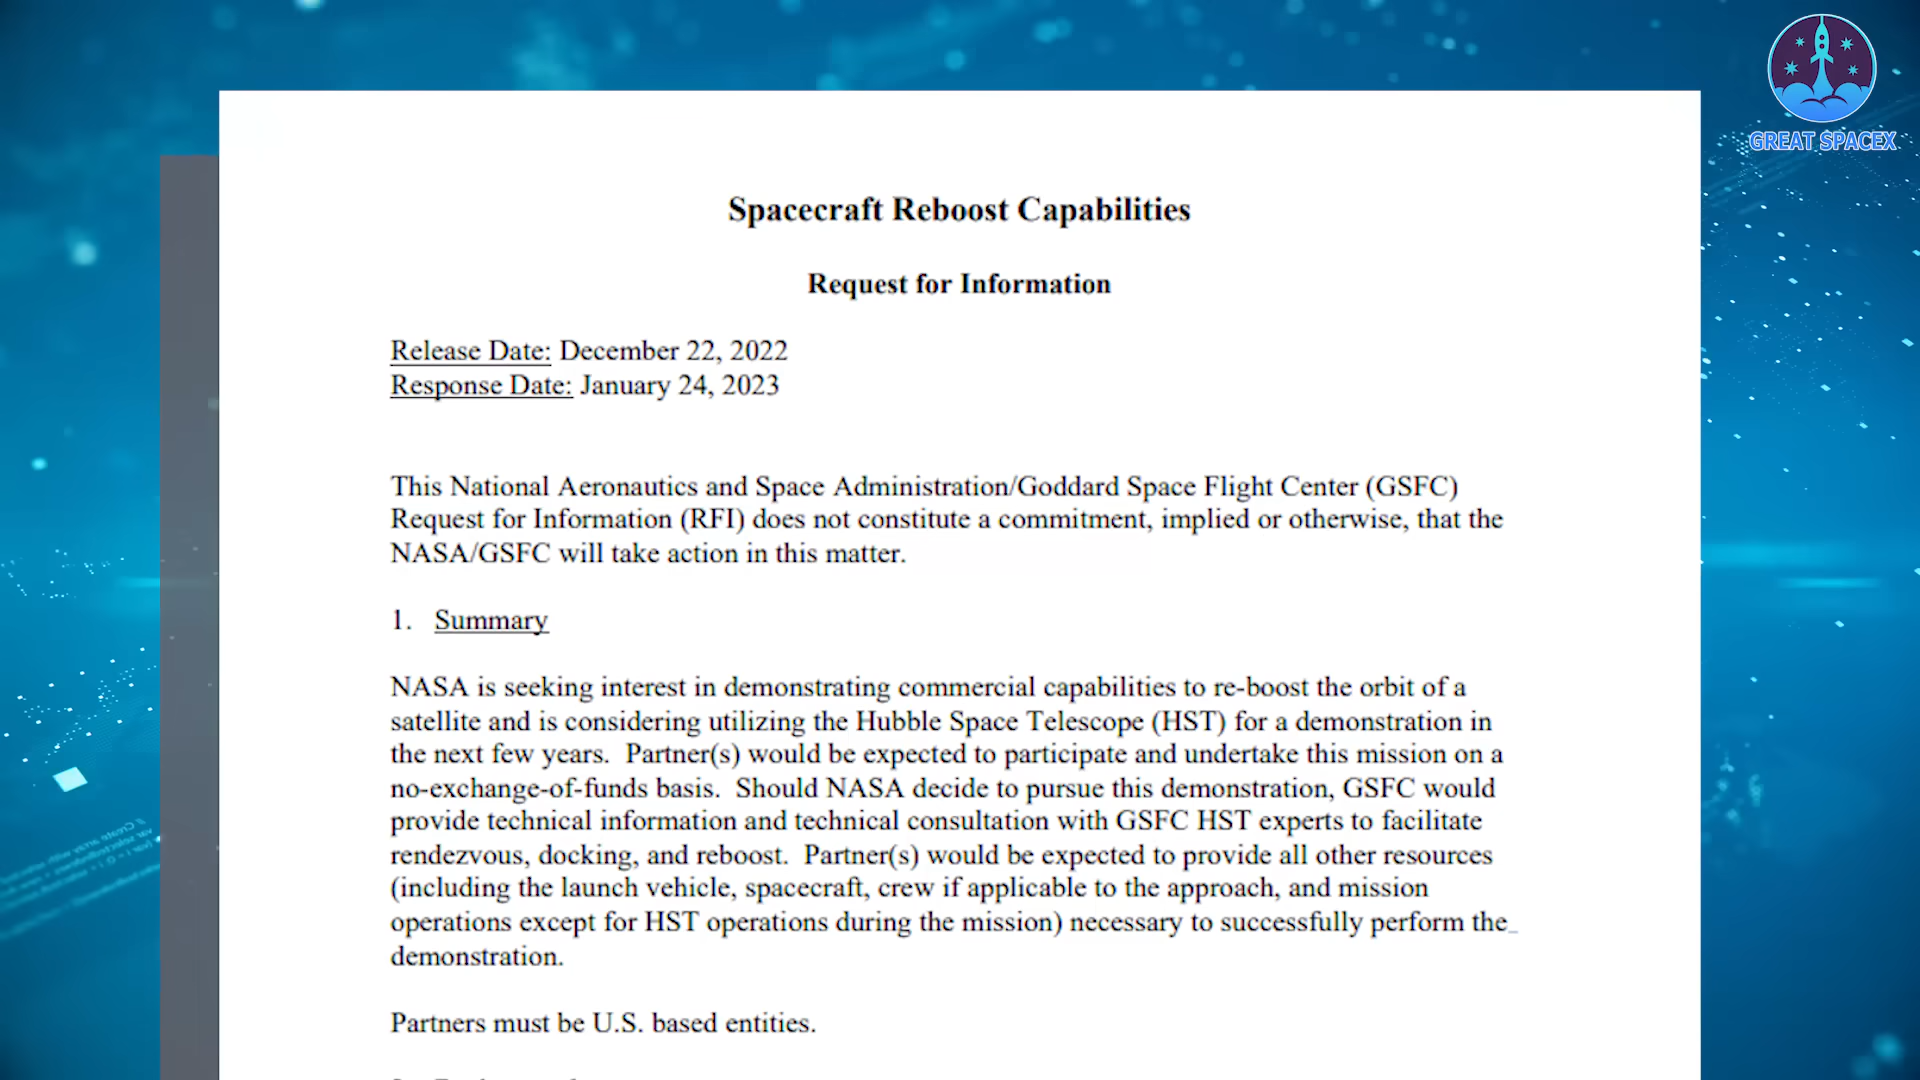 GREAT SPACEX
Spacecraft Reboost Capabilities
Request for Information
Release Date: December 22, 2022
Response Date: January 24, 2023
This National Aeronautics and Space Administration/Goddard Space Flight Center (GSFC)
Request for Information (RFI) does not constitute a commitment, implied or otherwise, that the
NASA/GSFC will take action in this matter.
1. Summary
NASA is seeking interest in demonstrating commercial capabilities to re-boost the orbit of a
satellite and is considering utilizing the Hubble Space Telescope (HST) for a demonstration in
the next few years. Partner(s) would be expected to participate and undertake this mission on a
no-exchange-of-funds basis. Should NASA decide to pursue this demonstration, GSFC would
provide technical information and technical consultation with GSFC HST experts to facilitate
rendezvous, docking, and reboost. Partner(s) would be expected to provide all other resources
(including the launch vehicle, spacecraft, crew if applicable to the approach, and mission
operations except for HST operations during the mission) necessary to successfully perform the
demonstration.
Partners must be U.S. based entities.